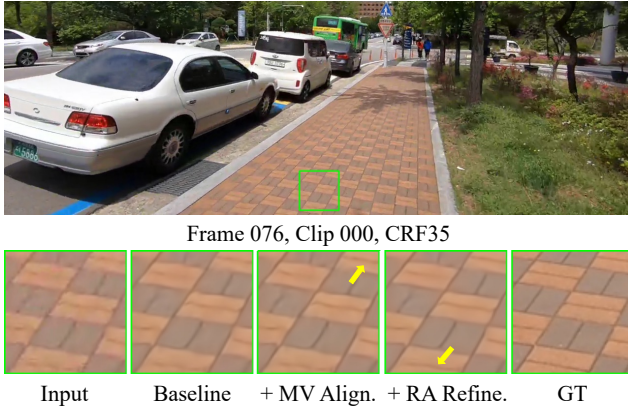 Frame 076, Clip 000, CRF35
Input Baseline + MV Align. + RA Refine. GT